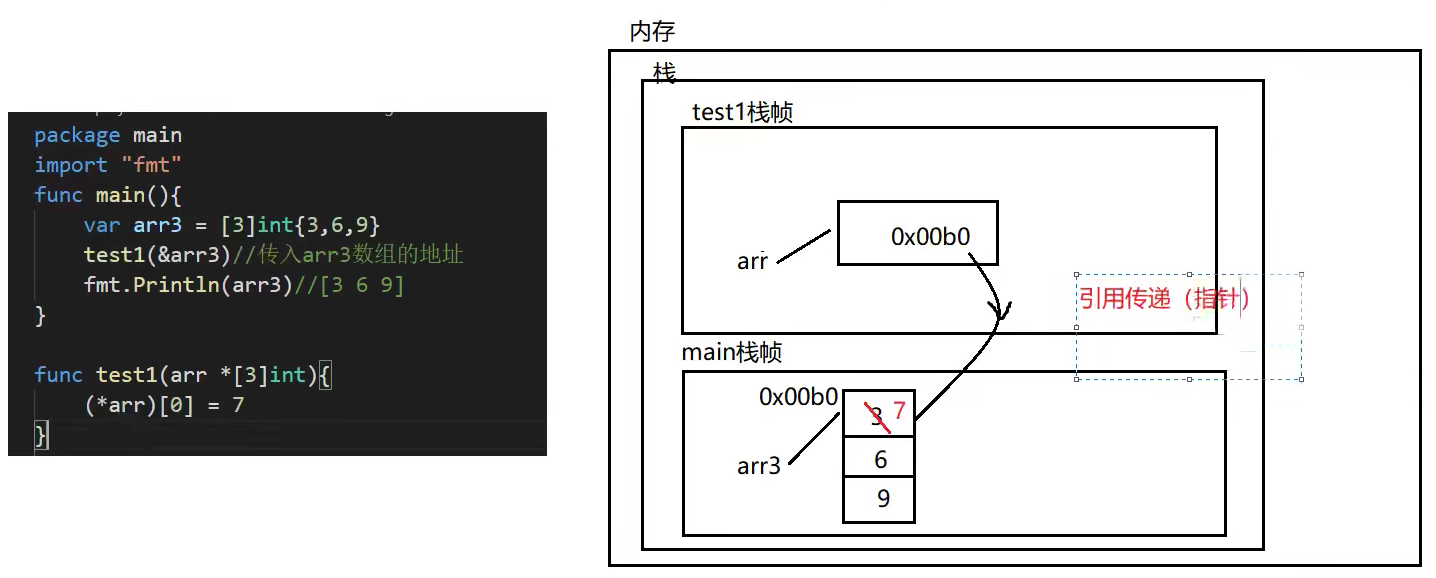 package main
import "fmt"
func main(){
var arr3 = [3]int{3,6,9}
test1(&arr3)//传入arr3数组的地址
fmt.Println(arr3)//[3 6 9]
}
func test1(arr *[3]int){
(*arr)[0] = 7
}
内存
栈
test1栈帧
0x00b0
arr
引用传递（指针）
main栈帧
0x00b0
3 7
arr3
6
9